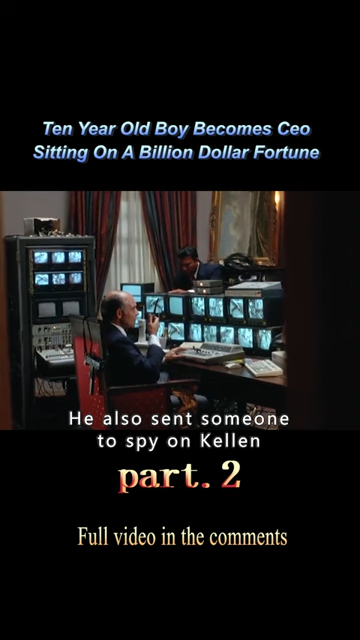 Ten Year Old Boy Becomes Ceo
Sitting On A Billion Dollar Fortune
He also sent someone
to spy on Kellen
part.2
Full video in the comments